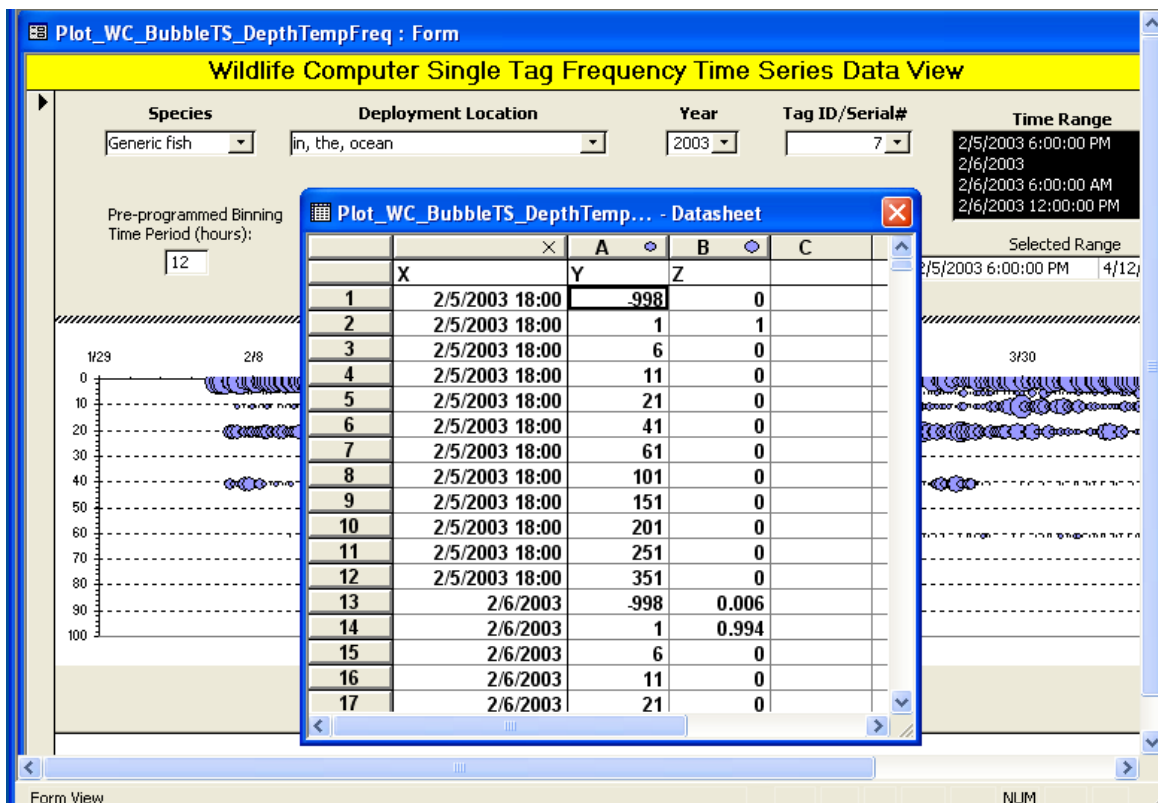 Plot_WC_BubbleTS_DepthTempFreq : Form
Wildlife Computer Single Tag Frequency Time Series Data View
Species Deployment Location Year Tag ID/Serial# Time Range
Generic fish in, the, ocean 2003 7
2/5/2003 6:00:00 PM
2/6/2003
2/6/2003 6:00:00 AM
2/6/2003 12:00:00 PM
Pre-programmed Binning
Time Period (hours):
12
Selected Range
2/5/2003 6:00:00 PM 4/12/
Plot_WC_BubbleTS_DepthTemp... - Datasheet
A B C
X Y Z
1 2/5/2003 18:00 -998 0
2 2/5/2003 18:00 1 1
3 2/5/2003 18:00 6 0
4 2/5/2003 18:00 11 0
5 2/5/2003 18:00 21 0
6 2/5/2003 18:00 41 0
7 2/5/2003 18:00 61 0
8 2/5/2003 18:00 101 0
9 2/5/2003 18:00 151 0
10 2/5/2003 18:00 201 0
11 2/5/2003 18:00 251 0
12 2/5/2003 18:00 351 0
13 2/6/2003 -998 0.006
14 2/6/2003 1 0.994
15 2/6/2003 6 0
16 2/6/2003 11 0
17 2/6/2003 21 0
1/29 2/8 3/30
0
10
20
30
40
50
60
70
80
90
100
Form View NUM